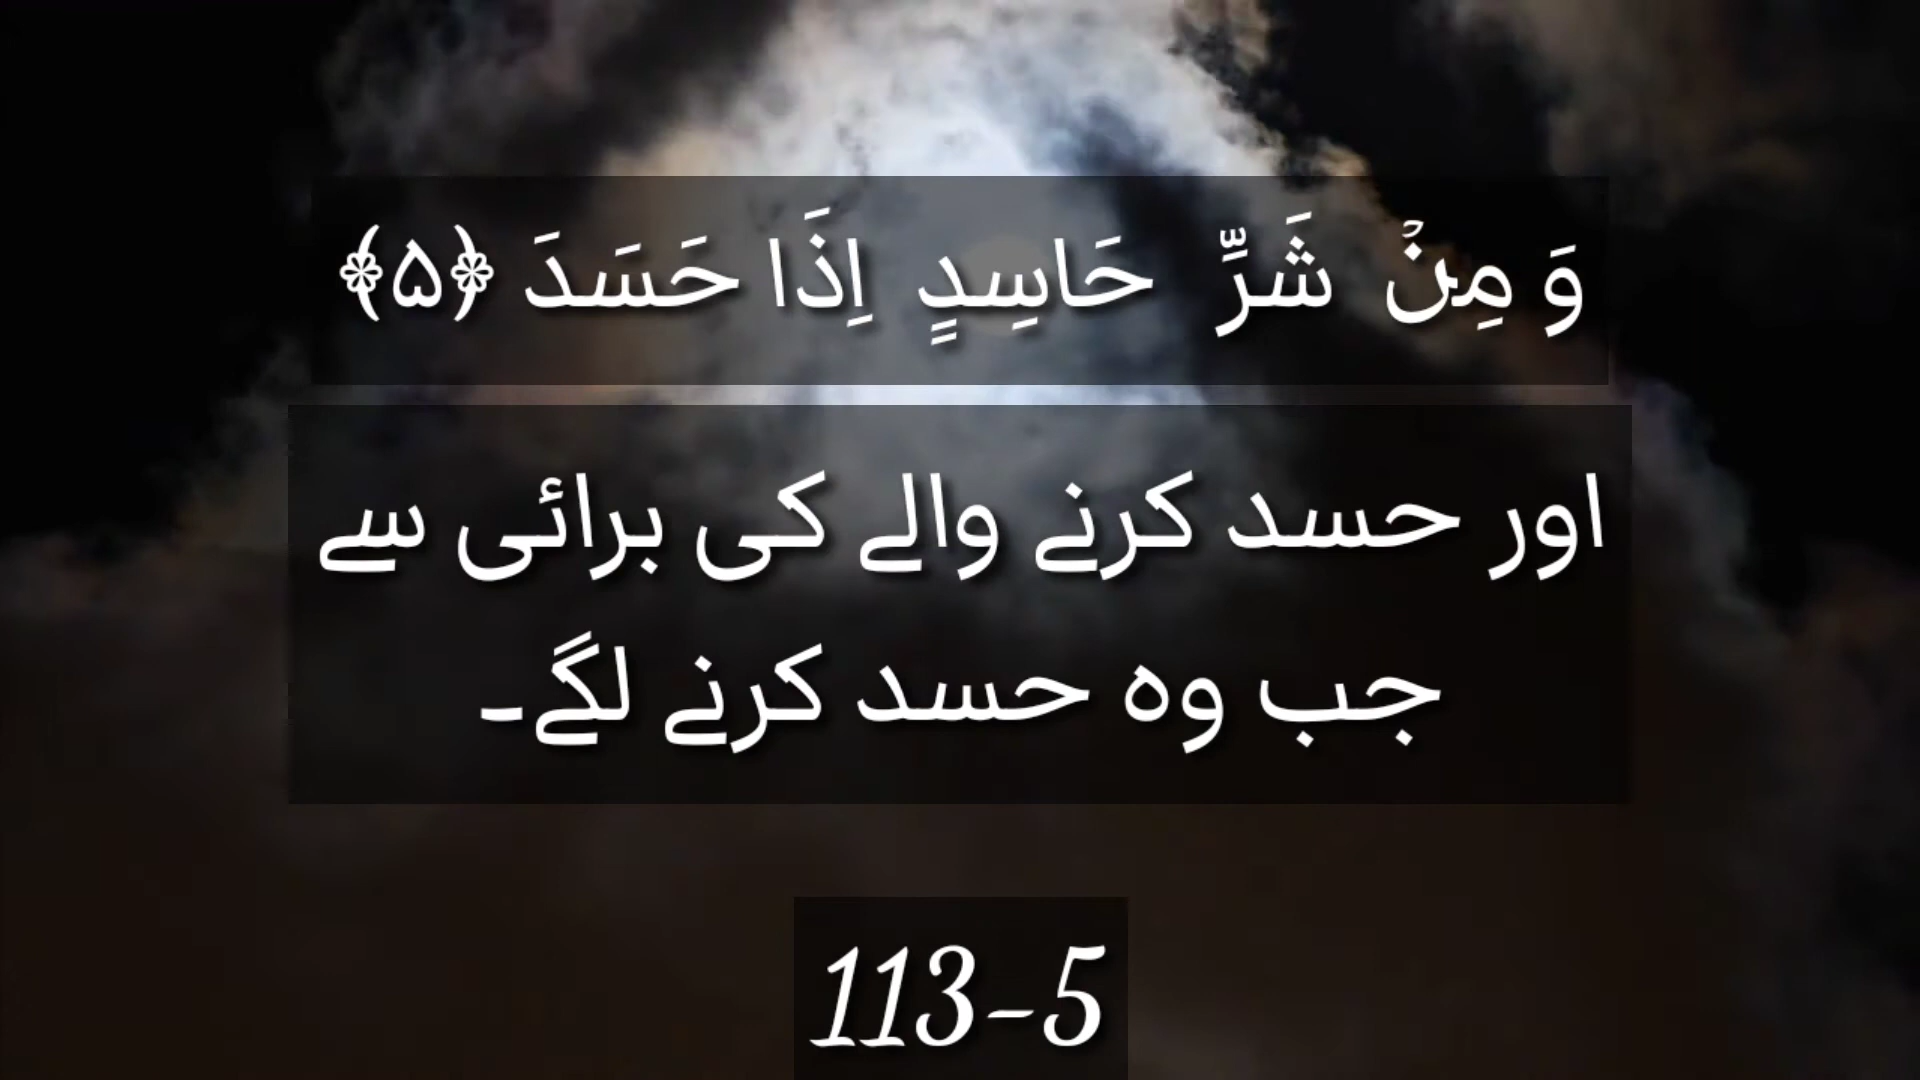 وَ مِنۡ شَرِّ حَاسِدٍ اِذَا حَسَدَ ﴿۵﴾
اور حسد کرنے والے کی برائی سے
جب وہ حسد کرنے لگے۔
113-5